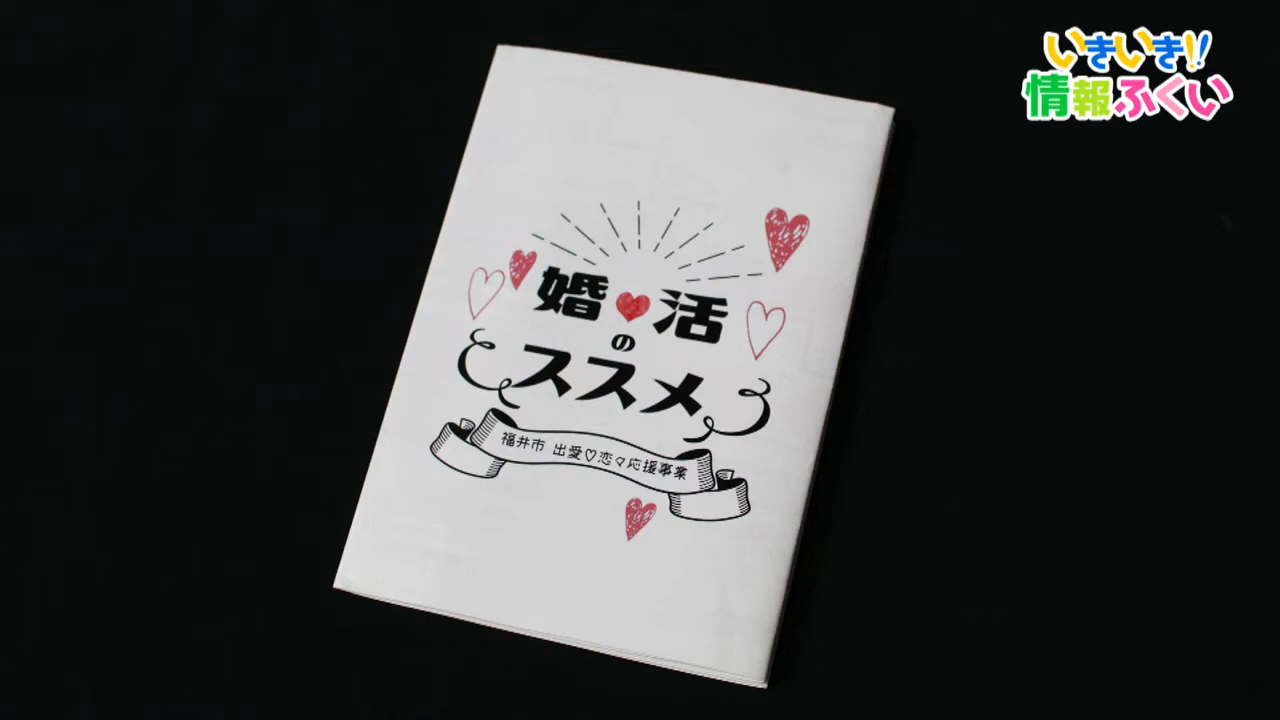 いきいき!!
情報ふくい
婚♥活
の
ススメ
福井市 出愛♡恋々応援事業